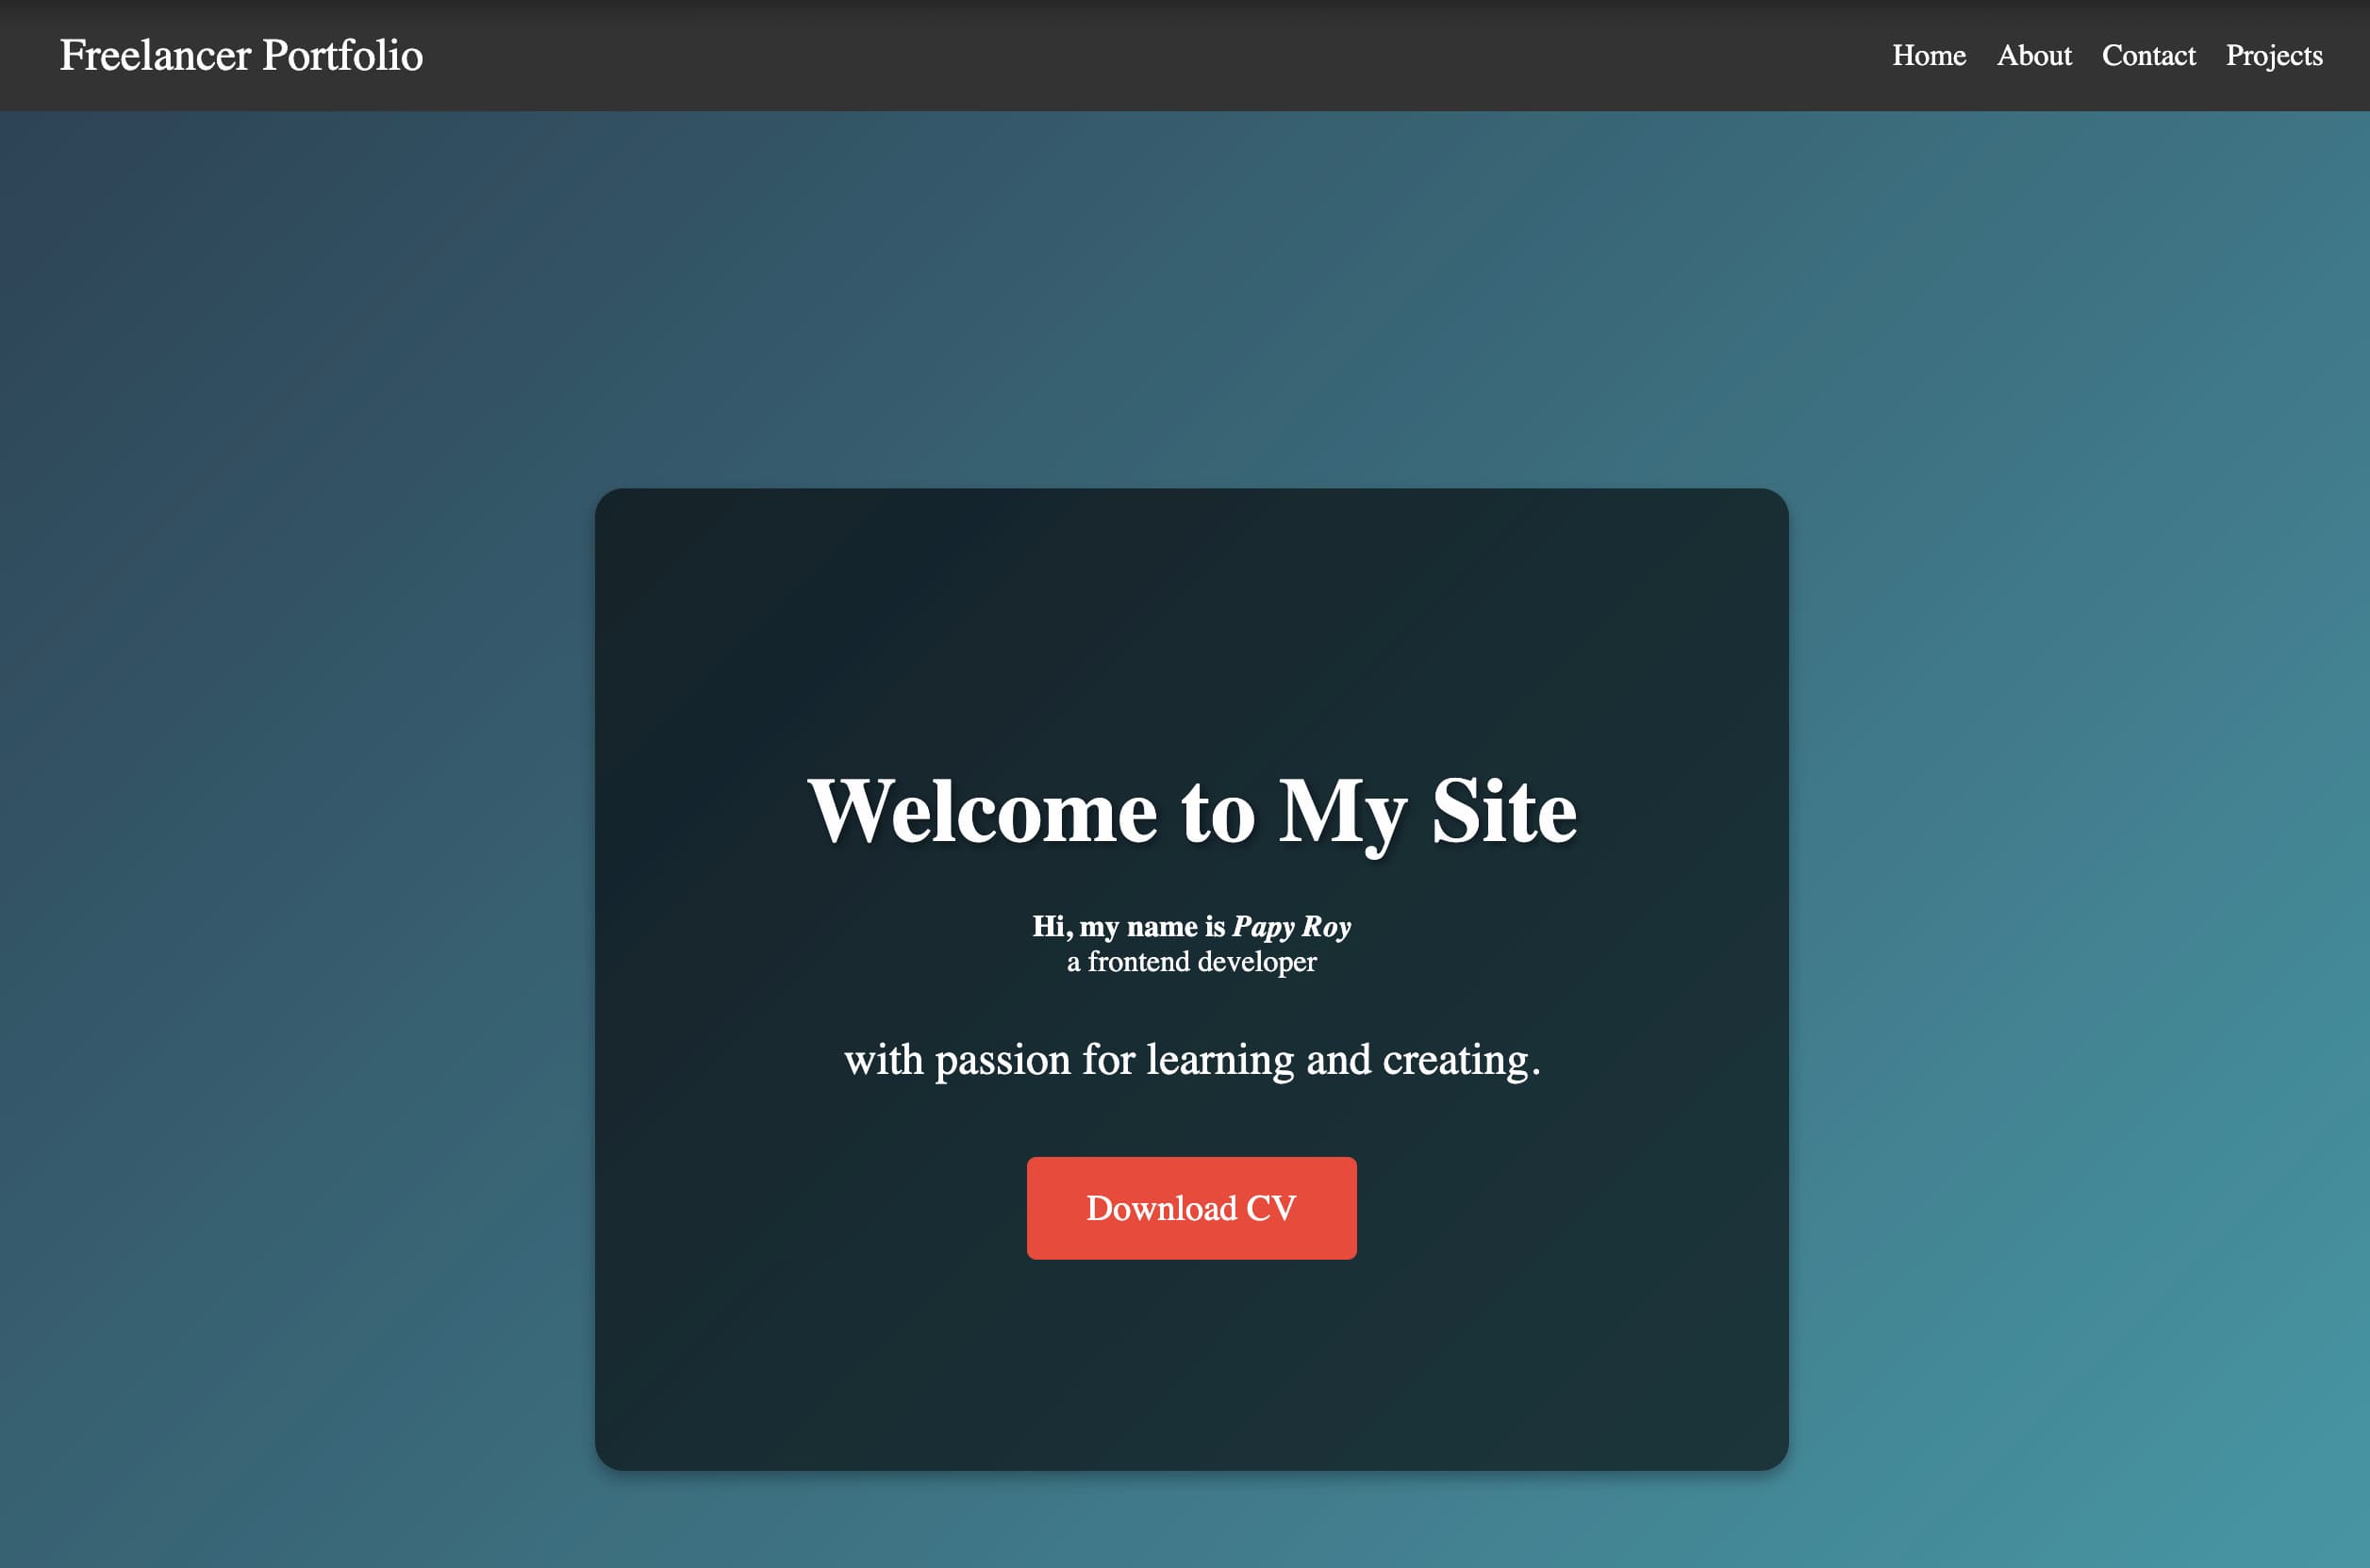 Freelancer Portfolio
Home About Contact Projects
Welcome to My Site
Hi, my name is Papy Roy
a frontend developer
with passion for learning and creating.
Download CV